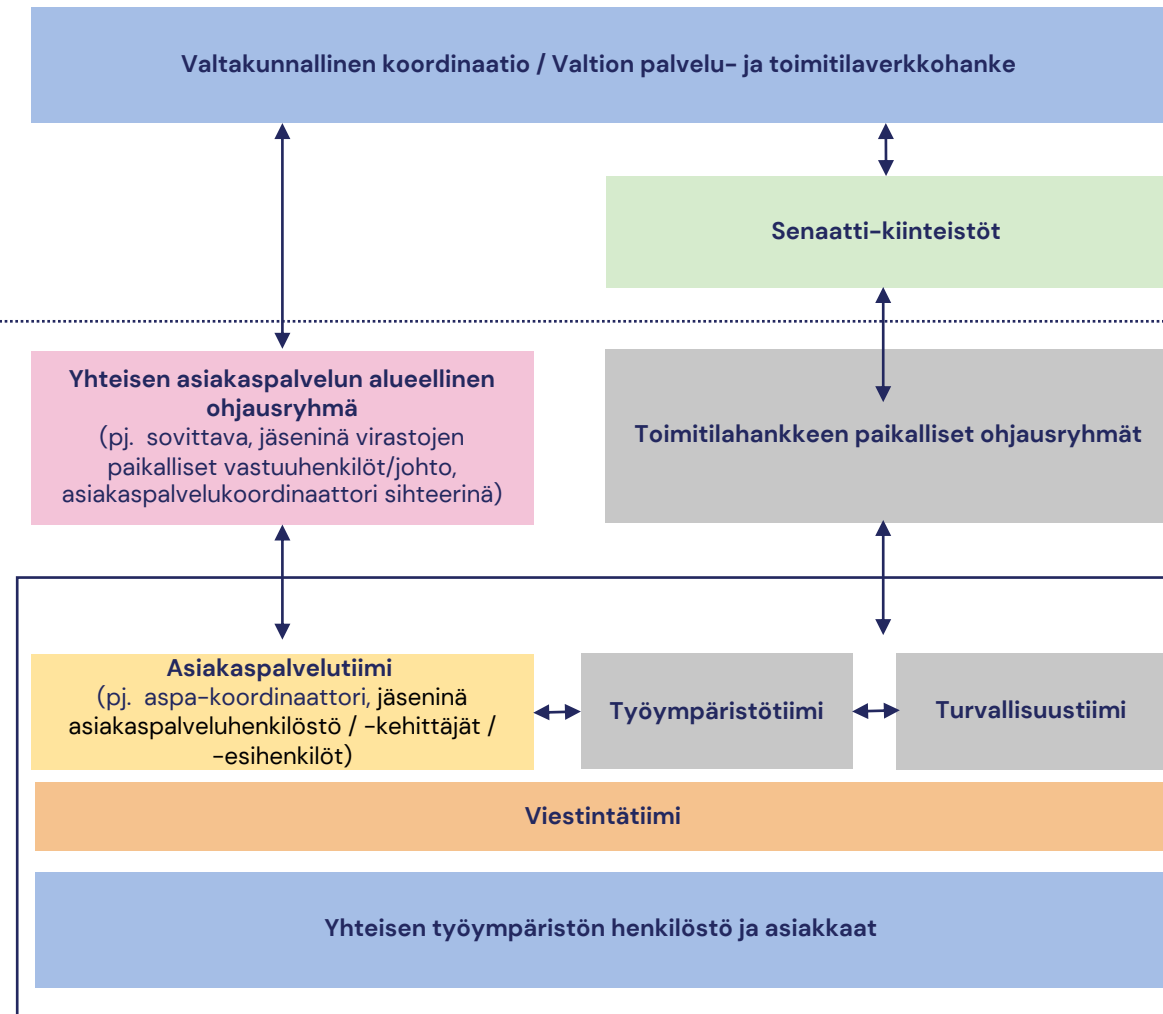 Valtakunnallinen koordinaatio / Valtion palvelu- ja toimitilaverkkohanke
Senaatti-kiinteistöt
Yhteisen asiakaspalvelun alueellinen
ohjausryhmä
(pj. sovittava, jäseninä virastojen
paikalliset vastuuhenkilöt/johto,
asiakaspalvelukoordinaattori sihteerinä)
Toimitilahankkeen paikalliset ohjausryhmät
Asiakaspalvelutiimi
(pj. aspa-koordinaattori, jäseninä
asiakaspalveluhenkilöstö / -kehittäjät /
-esihenkilöt)
Työympäristötiimi
Turvallisuustiimi
Viestintätiimi
Yhteisen työympäristön henkilöstö ja asiakkaat